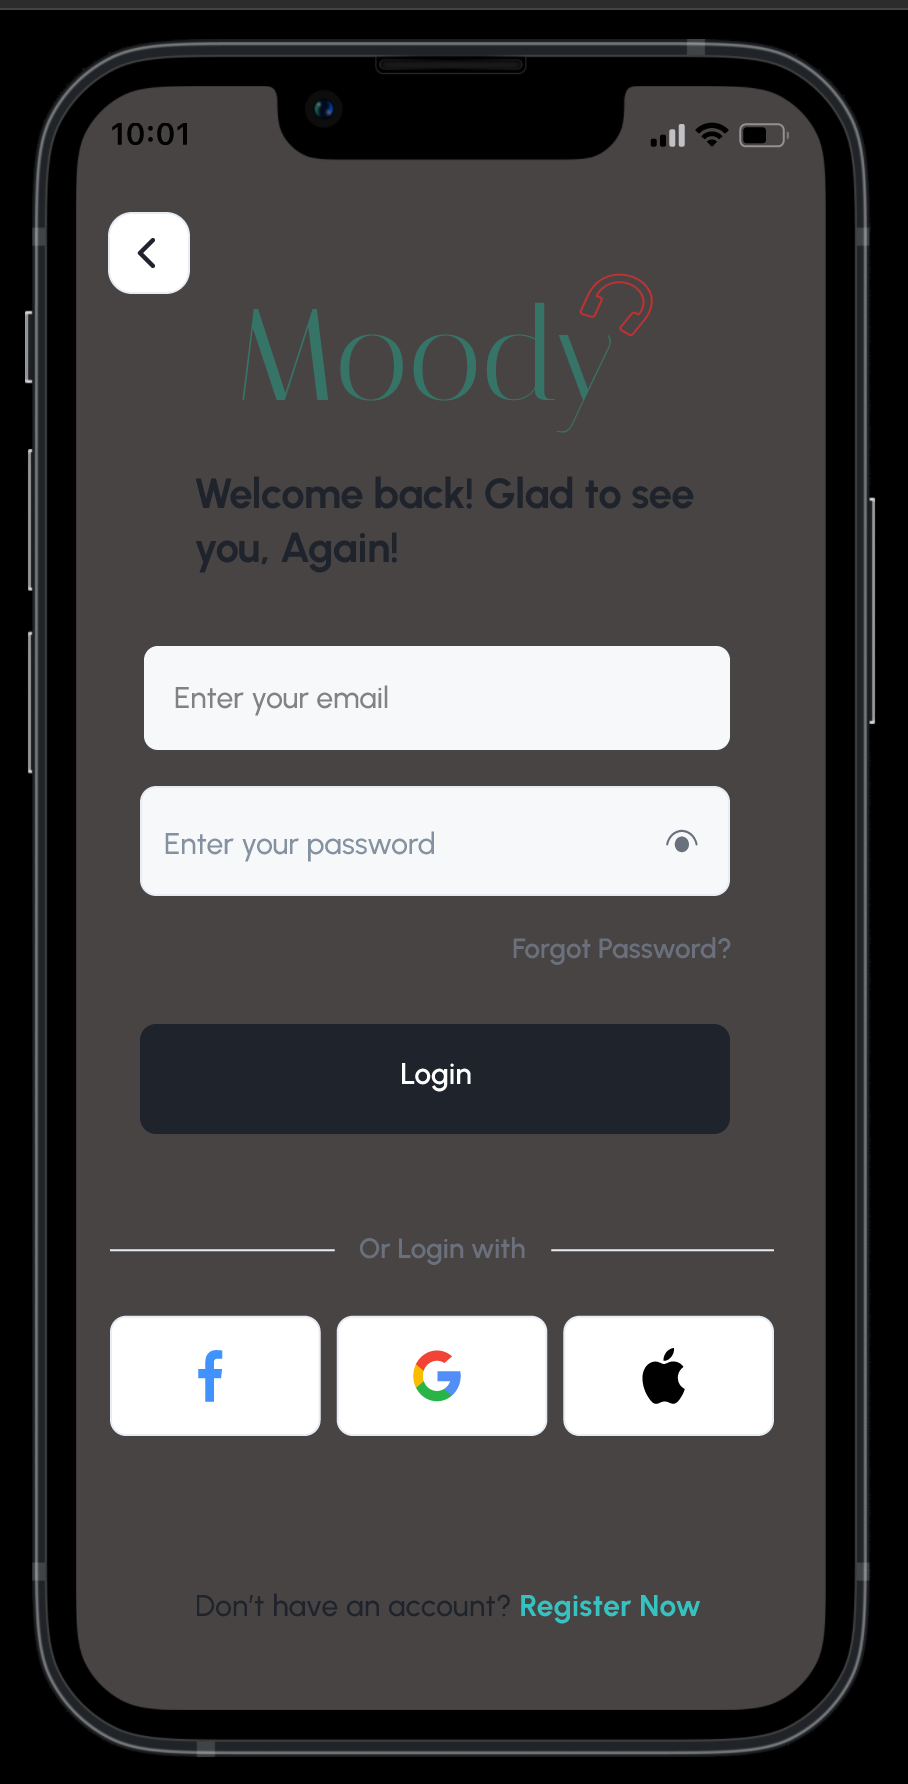 10:01
Moody
Welcome back! Glad to see
you, Again!
Enter your email
Enter your password
Forgot Password?
Login
Or Login with
Don't have an account? Register Now